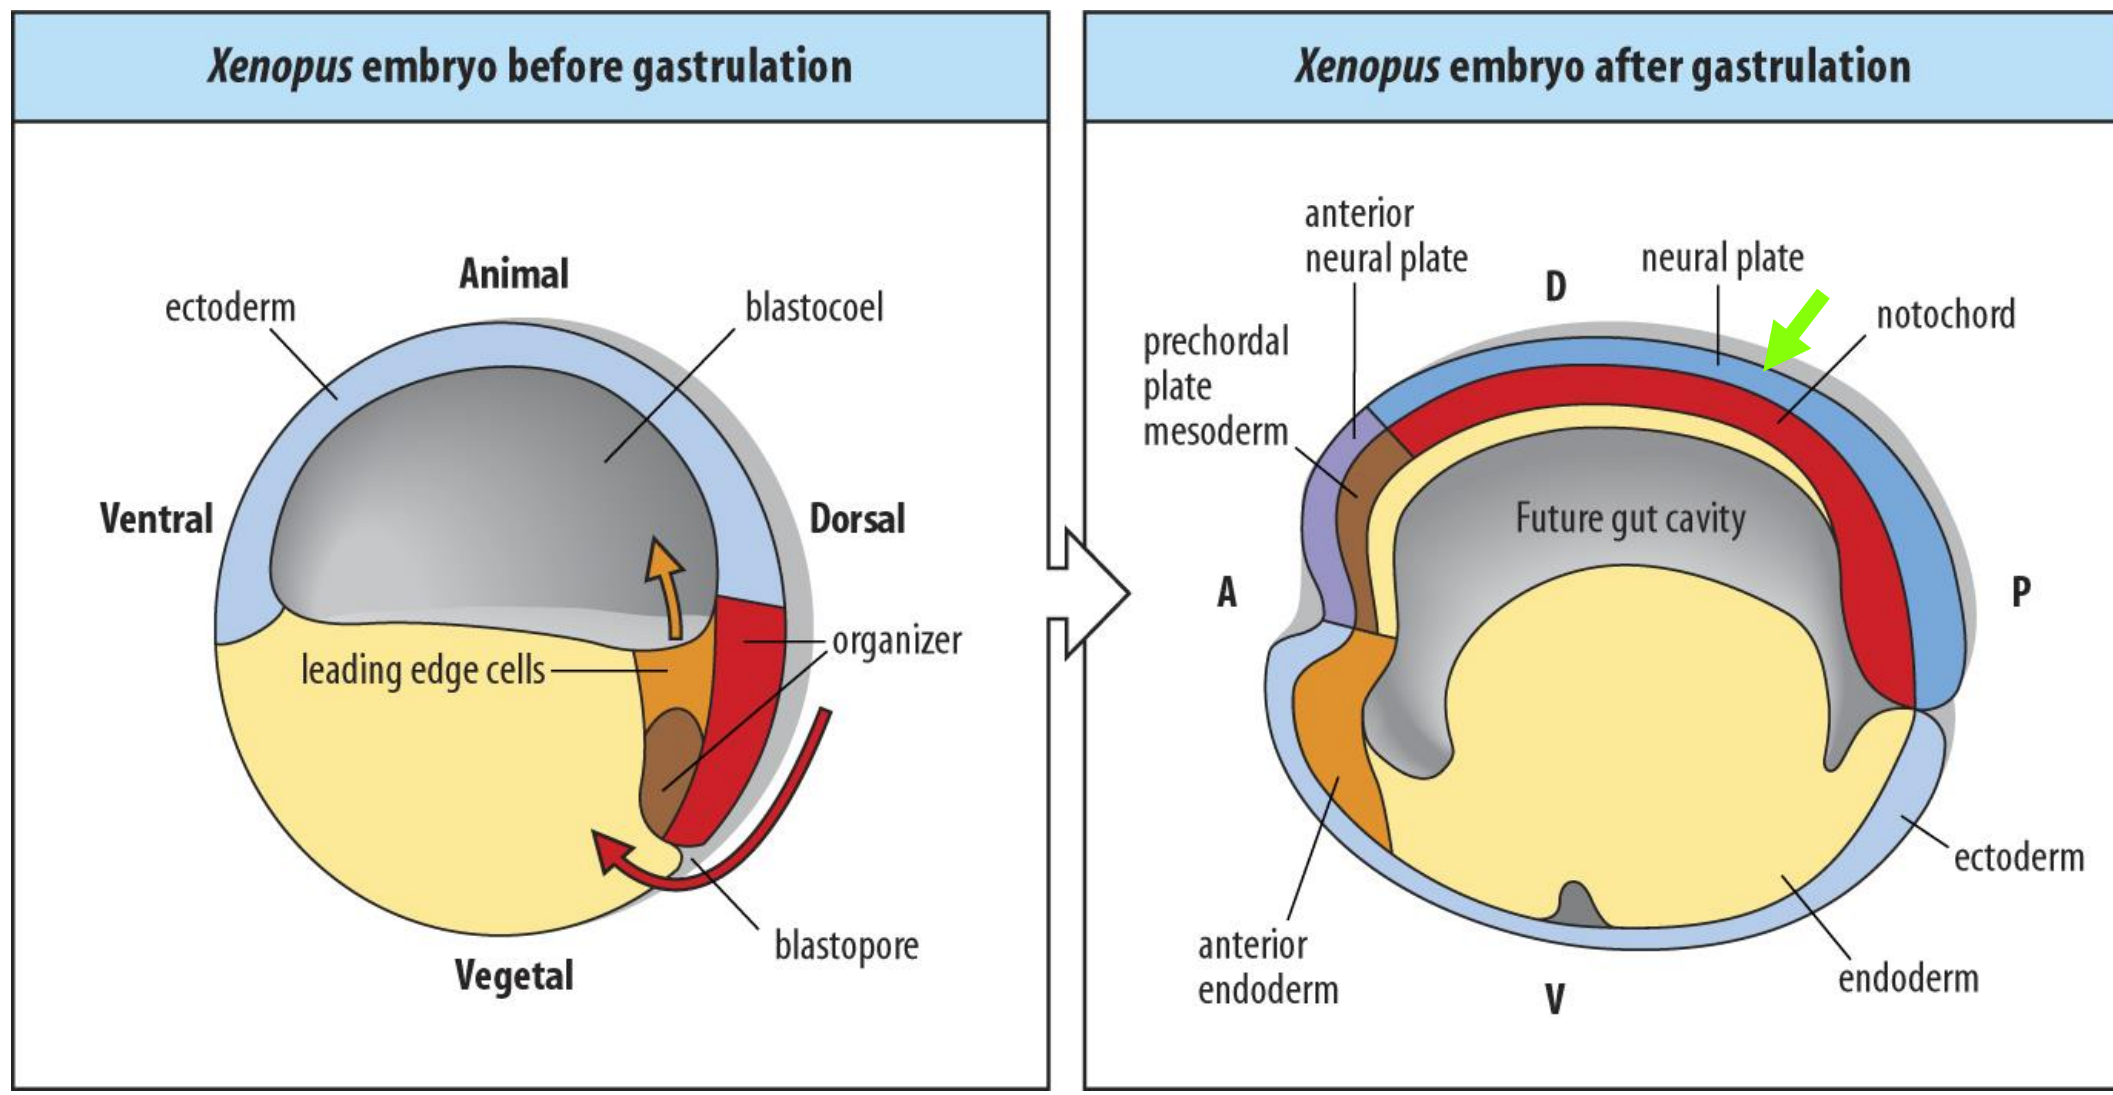 Xenopus embryo before gastrulation
Animal
ectoderm
blastocoel
Ventral
Dorsal
organizer
leading edge cells
blastopore
Vegetal
Xenopus embryo after gastrulation
anterior
neural plate
D
neural plate
notochord
prechordal
plate
mesoderm
Future gut cavity
A
P
ectoderm
anterior
endoderm
endoderm
V